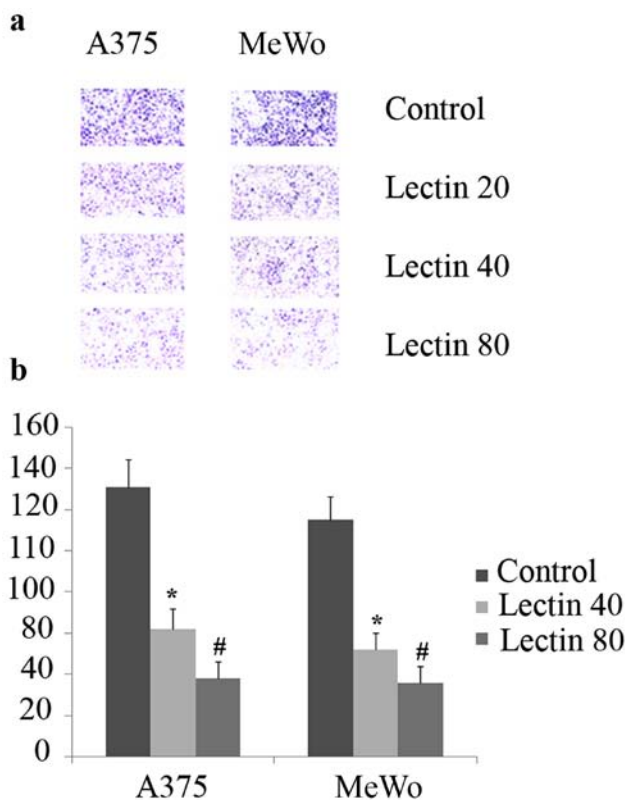 a
A375 MeWo
Control
Lectin 20
Lectin 40
Lectin 80
b
160
140
120
110
100
80
40
20
0
*
#
*
#
Control
Lectin 40
Lectin 80
A375 MeWo